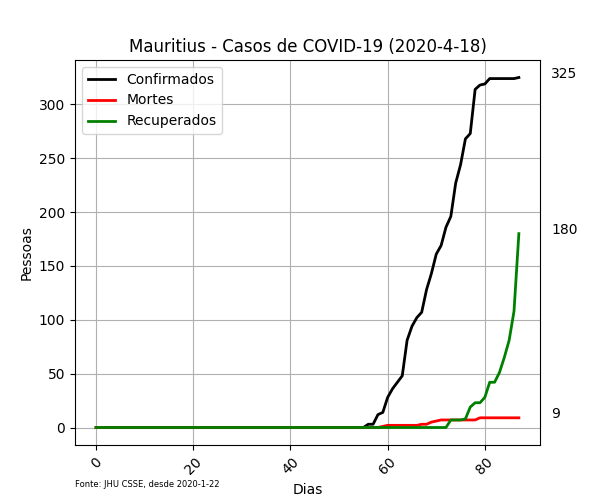 Mauritius - Casos de COVID-19 (2020-4-18)
Confirmados
Mortes
Recuperados
325
180
9
Pessoas
300
250
200
150
100
50
0
0
20
40
60
80
Dias
Fonte: JHU CSSE, desde 2020-1-22